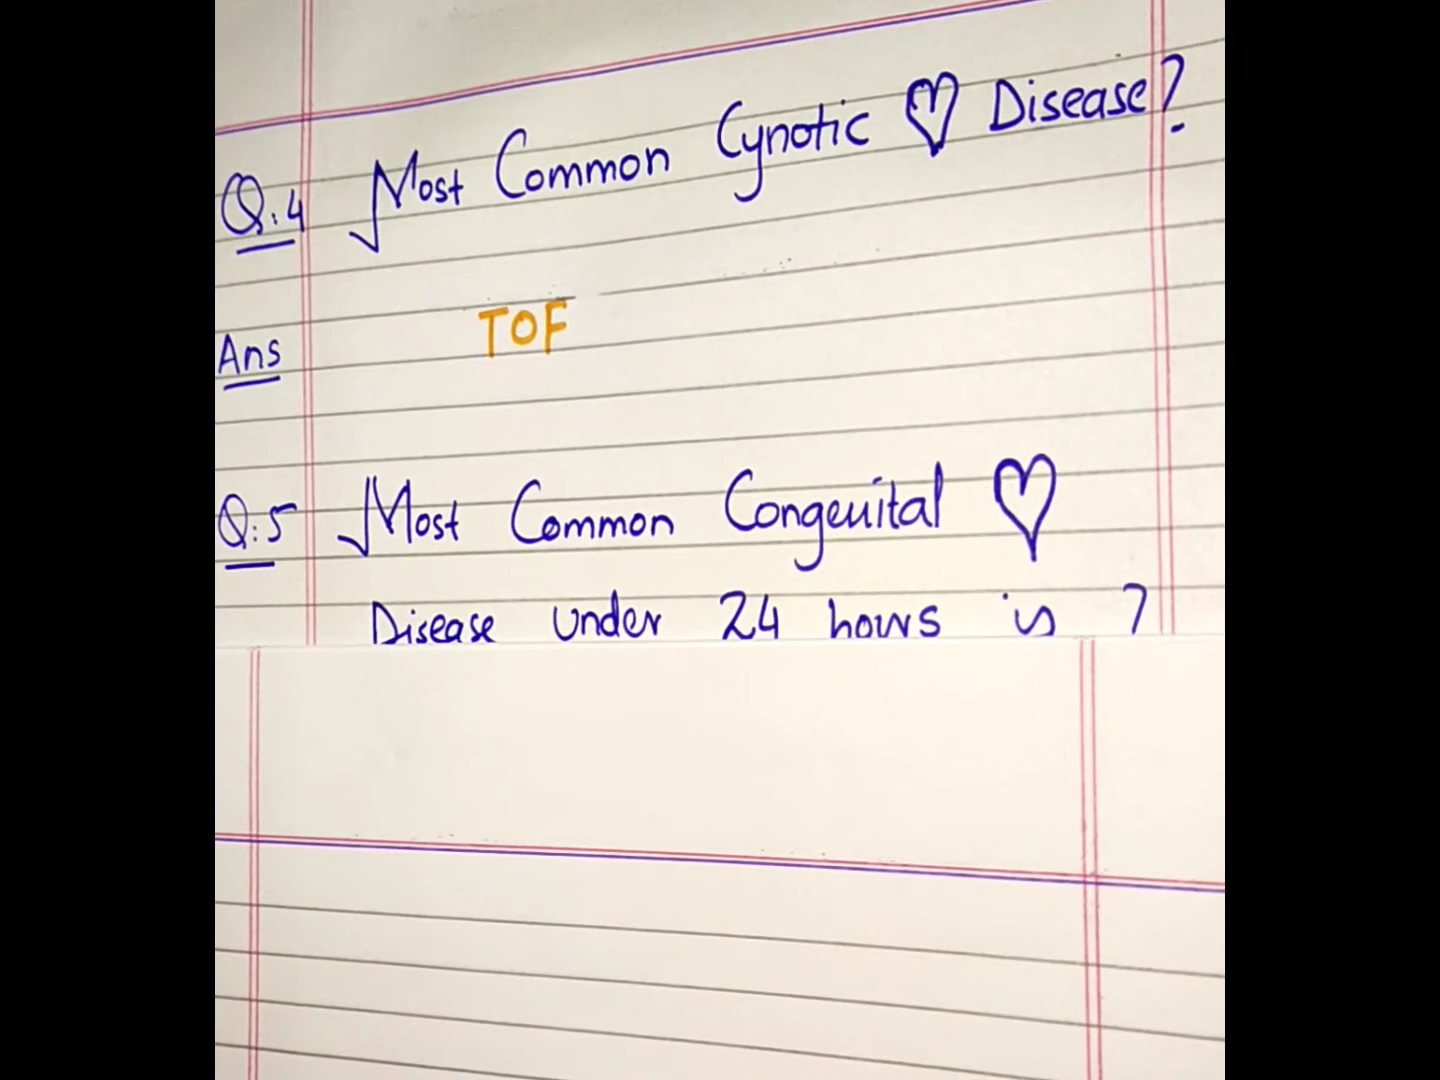 Q.4 Most Common Cynotic ♡ Disease?
Ans TOF
Q:5 Most Common Congenital ♡
Disease Under 24 hours is ?